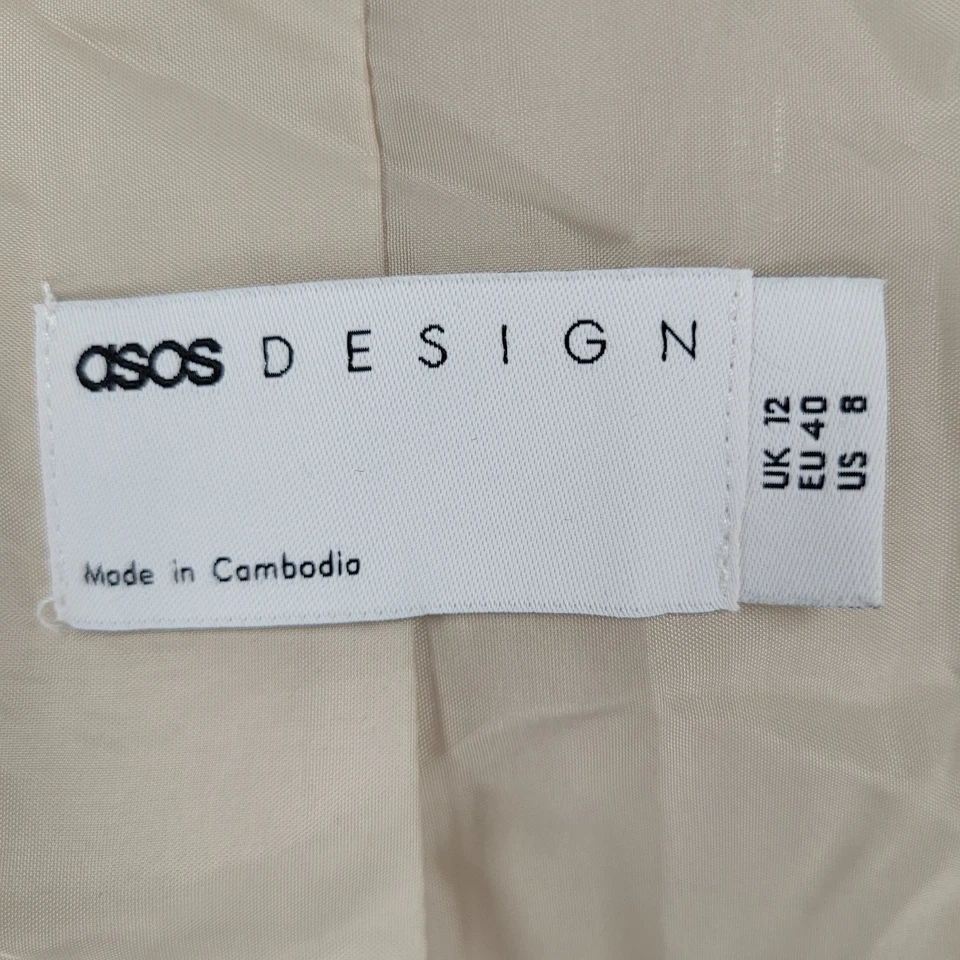 asos DESIGN
Made in Cambodia
UK 12
EU 40
US 8